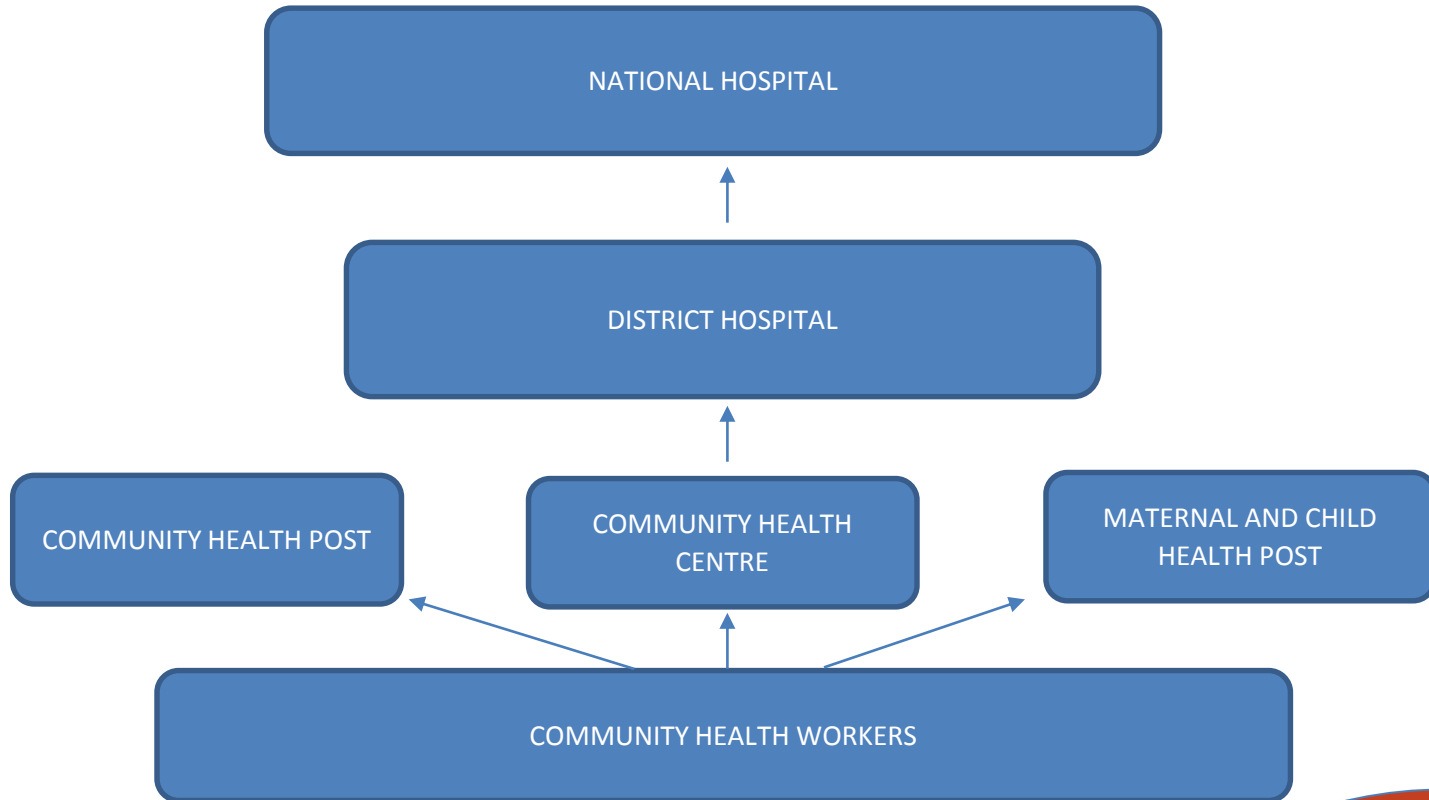 NATIONAL HOSPITAL
DISTRICT HOSPITAL
COMMUNITY HEALTH POST
COMMUNITY HEALTH
CENTRE
MATERNAL AND CHILD
HEALTH POST
COMMUNITY HEALTH WORKERS